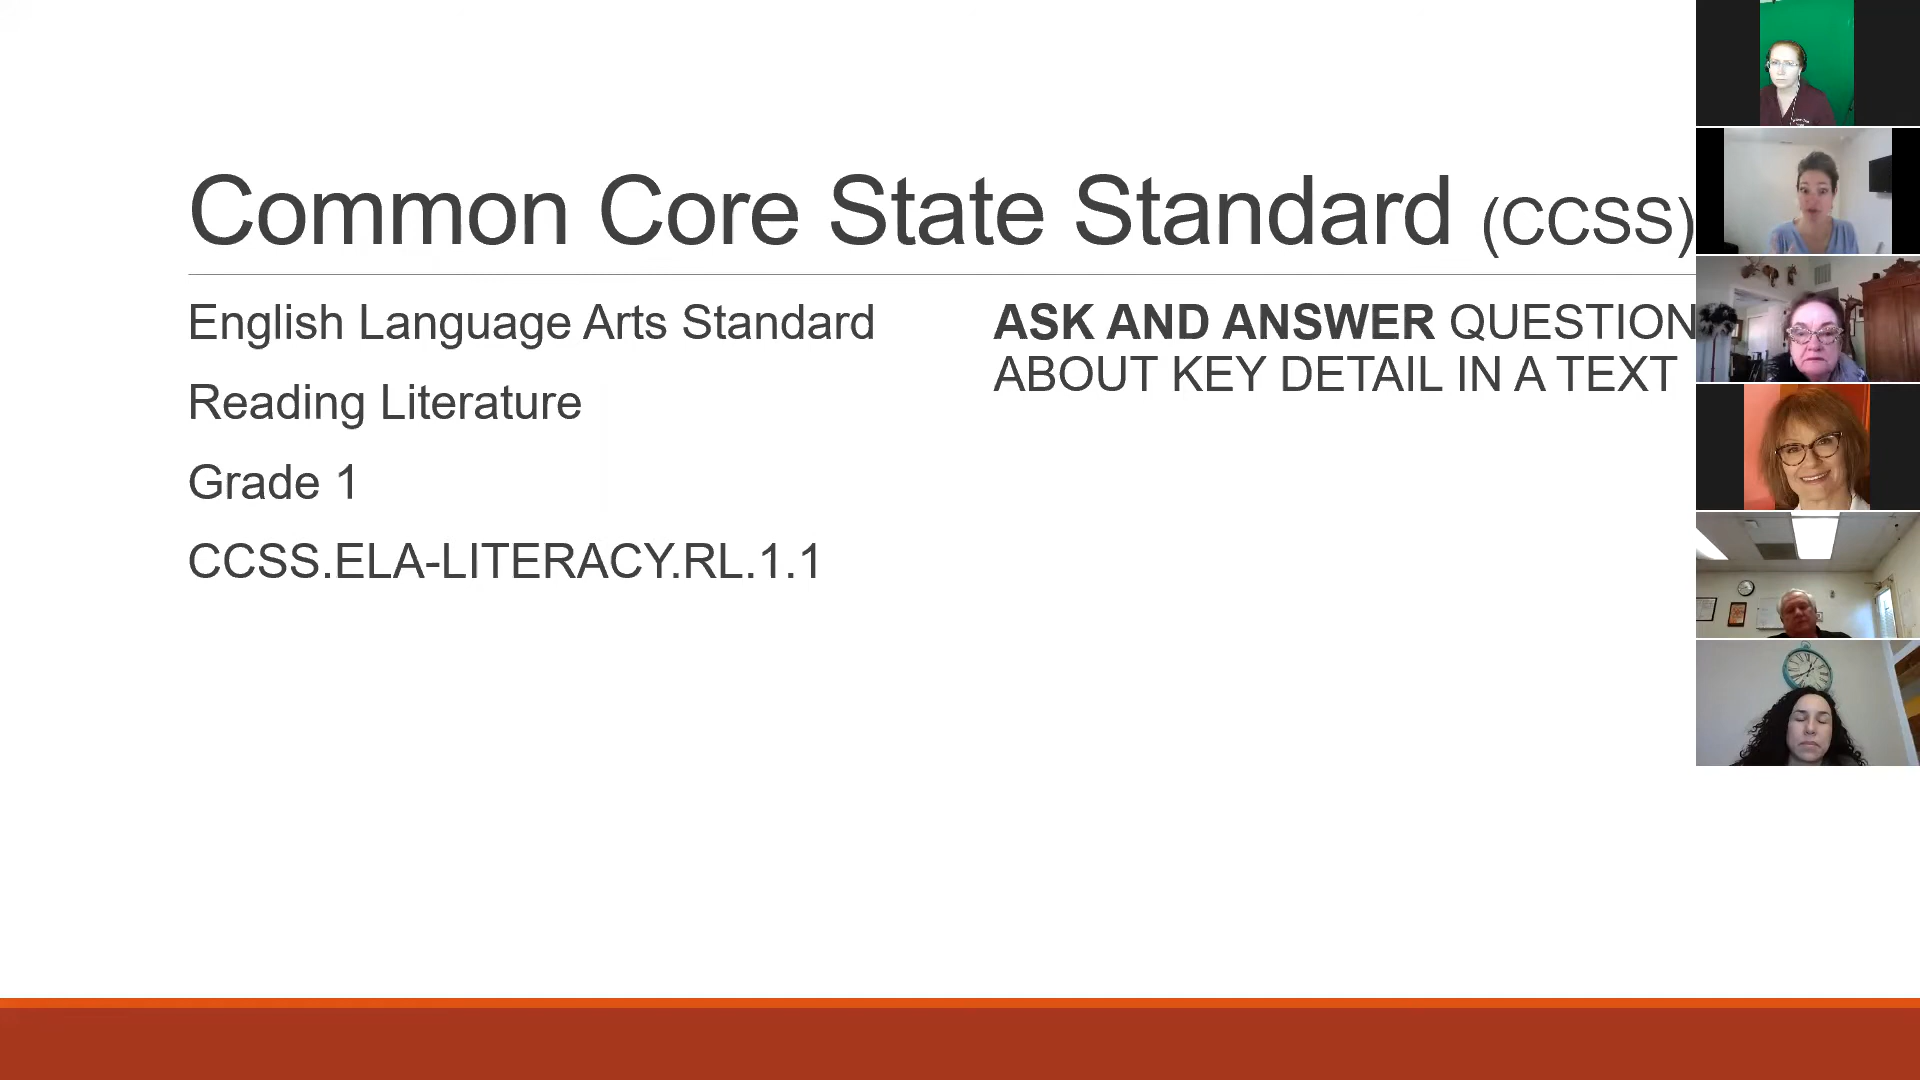 Common Core State Standard (CCSS)
English Language Arts Standard
Reading Literature
Grade 1
CCSS.ELA-LITERACY.RL.1.1
ASK AND ANSWER QUESTION
ABOUT KEY DETAIL IN A TEXT